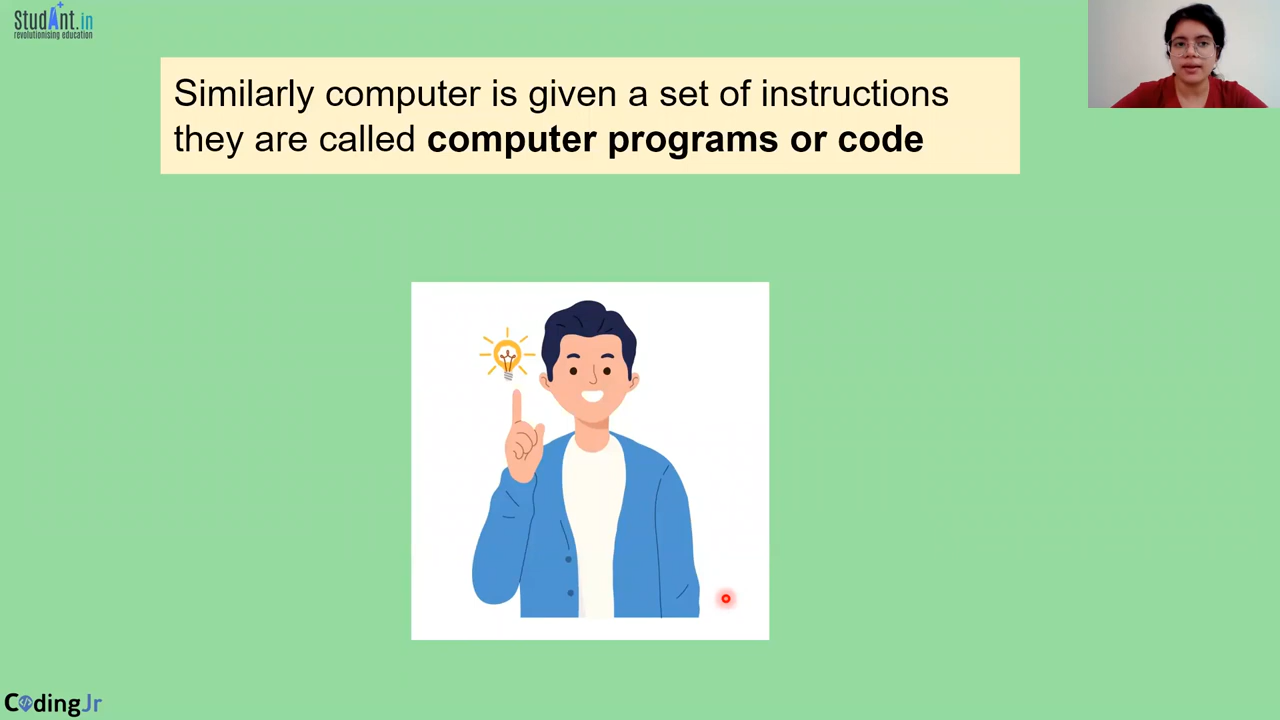 StudAnt.in
revolutionising education
Similarly computer is given a set of instructions
they are called computer programs or code
CodingJr